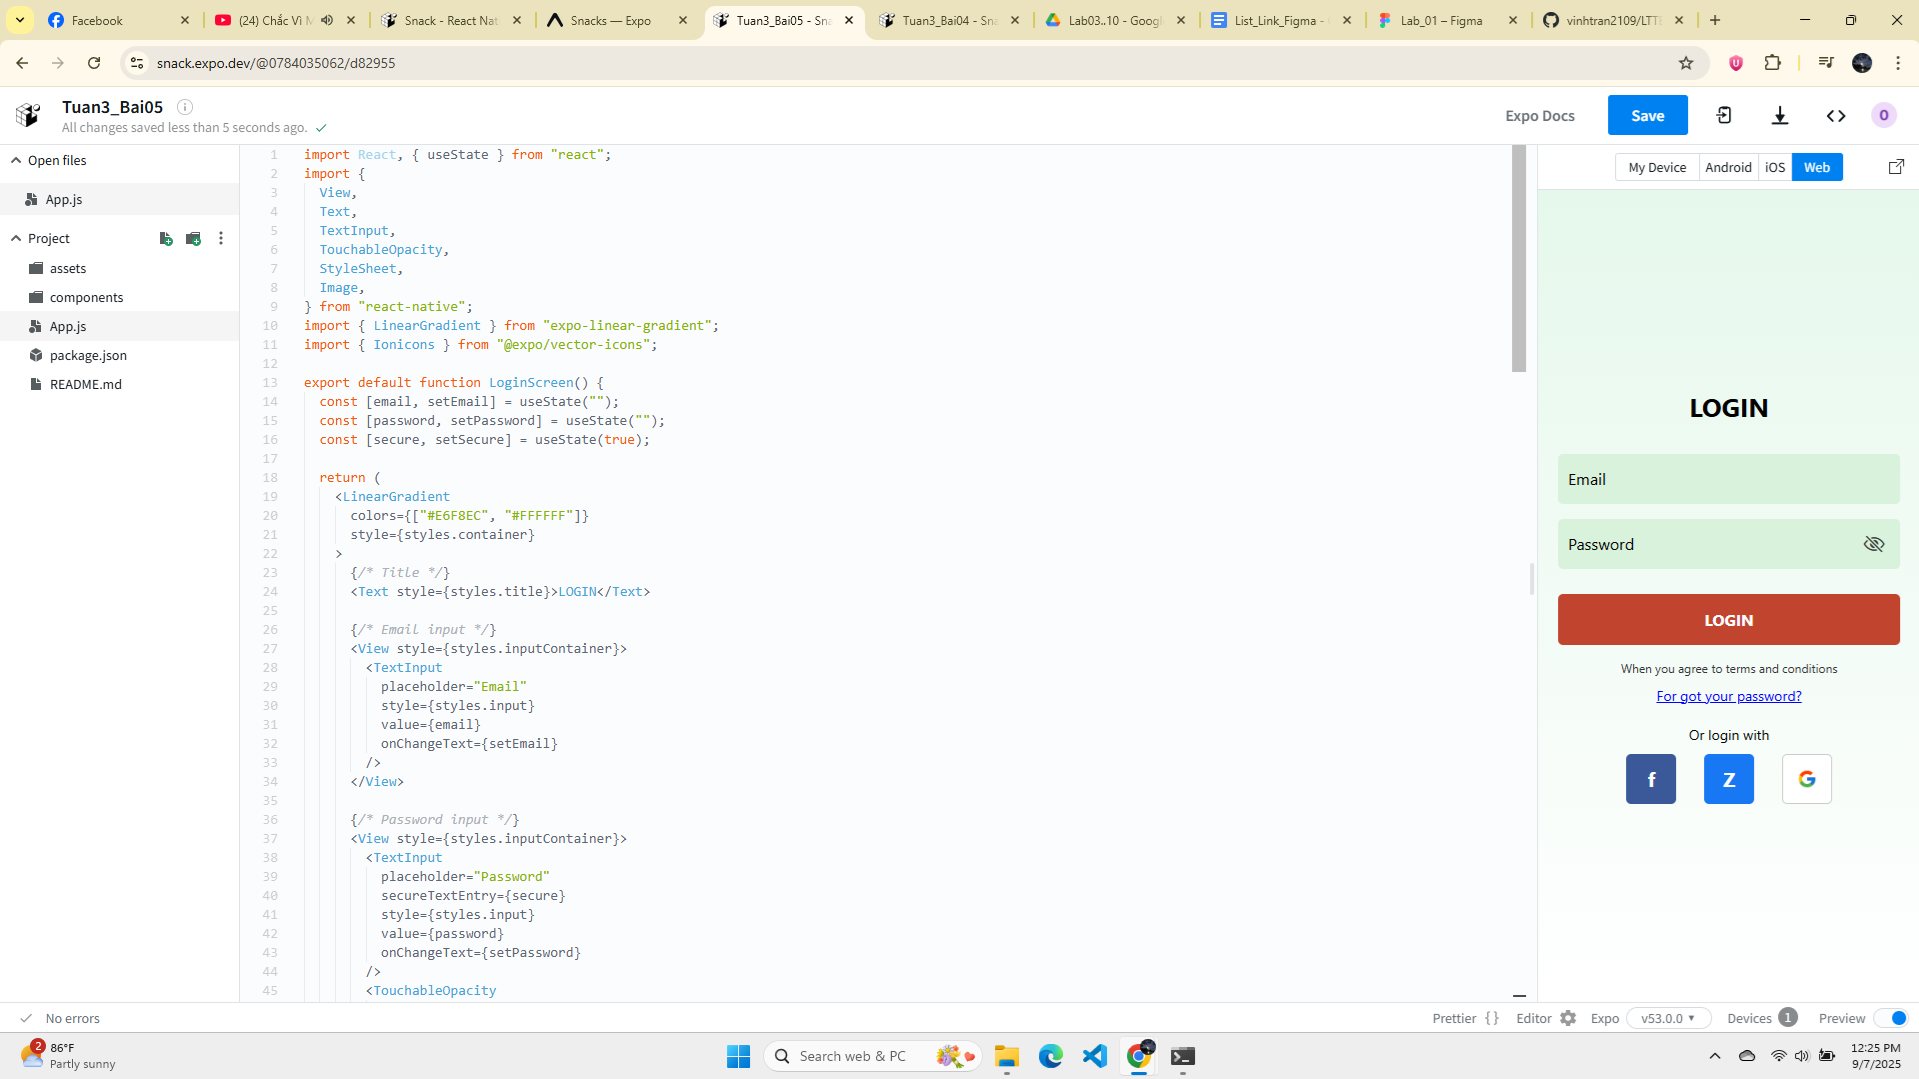 Facebook
(24) Chắc Vì M
Snack - React Nat
Snacks — Expo
Tuan3_Bai05 - Sna
Tuan3_Bai04 - Sna
Lab03..10 - Googl
List_Link_Figma -
Lab_01 – Figma
vinhtran2109/LTTE
snack.expo.dev/@0784035062/d82955
Tuan3_Bai05
All changes saved less than 5 seconds ago.
Expo Docs
Save
O
Open files
App.js
Project
assets
components
App.js
package.json
README.md
1 import React, { useState } from "react";
2 import {
3 View,
4 Text,
5 TextInput,
6 TouchableOpacity,
7 StyleSheet,
8 Image,
9 } from "react-native";
10 import { LinearGradient } from "expo-linear-gradient";
11 import { Ionicons } from "@expo/vector-icons";
12
13 export default function LoginScreen() {
14 const [email, setEmail] = useState("");
15 const [password, setPassword] = useState("");
16 const [secure, setSecure] = useState(true);
17
18 return (
19 <LinearGradient
20 colors={["#E6F8EC", "#FFFFFF"]}
21 style={styles.container}
22 >
23 {/* Title */}
24 <Text style={styles.title}>LOGIN</Text>
25
26 {/* Email input */}
27 <View style={styles.inputContainer}>
28 <TextInput
29 placeholder="Email"
30 style={styles.input}
31 value={email}
32 onChangeText={setEmail}
33 />
34 </View>
35
36 {/* Password input */}
37 <View style={styles.inputContainer}>
38 <TextInput
39 placeholder="Password"
40 secureTextEntry={secure}
41 style={styles.input}
42 value={password}
43 onChangeText={setPassword}
44 />
45 <TouchableOpacity
My Device
Android
iOS
Web
LOGIN
Email
Password
LOGIN
When you agree to terms and conditions
For got your password?
Or login with
f
Z
G
No errors
Prettier { }
Editor
Expo
v53.0.0
Devices 1
Preview
2
86°F
Partly sunny
Search web & PC
12:25 PM
9/7/2025